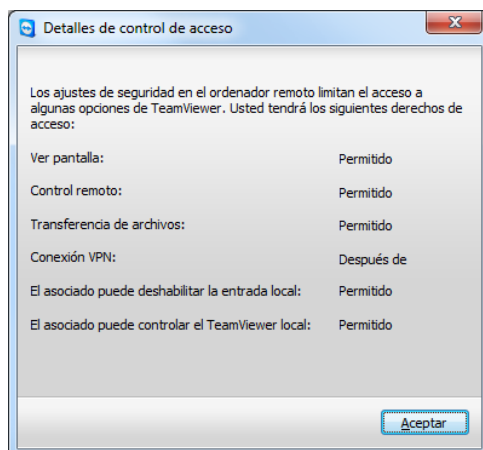 Detalles de control de acceso
Los ajustes de seguridad en el ordenador remoto limitan el acceso a
algunas opciones de TeamViewer. Usted tendrá los siguientes derechos de
acceso:
Ver pantalla: Permitido
Control remoto: Permitido
Transferencia de archivos: Permitido
Conexión VPN: Después de
El asociado puede deshabilitar la entrada local: Permitido
El asociado puede controlar el TeamViewer local: Permitido
Aceptar